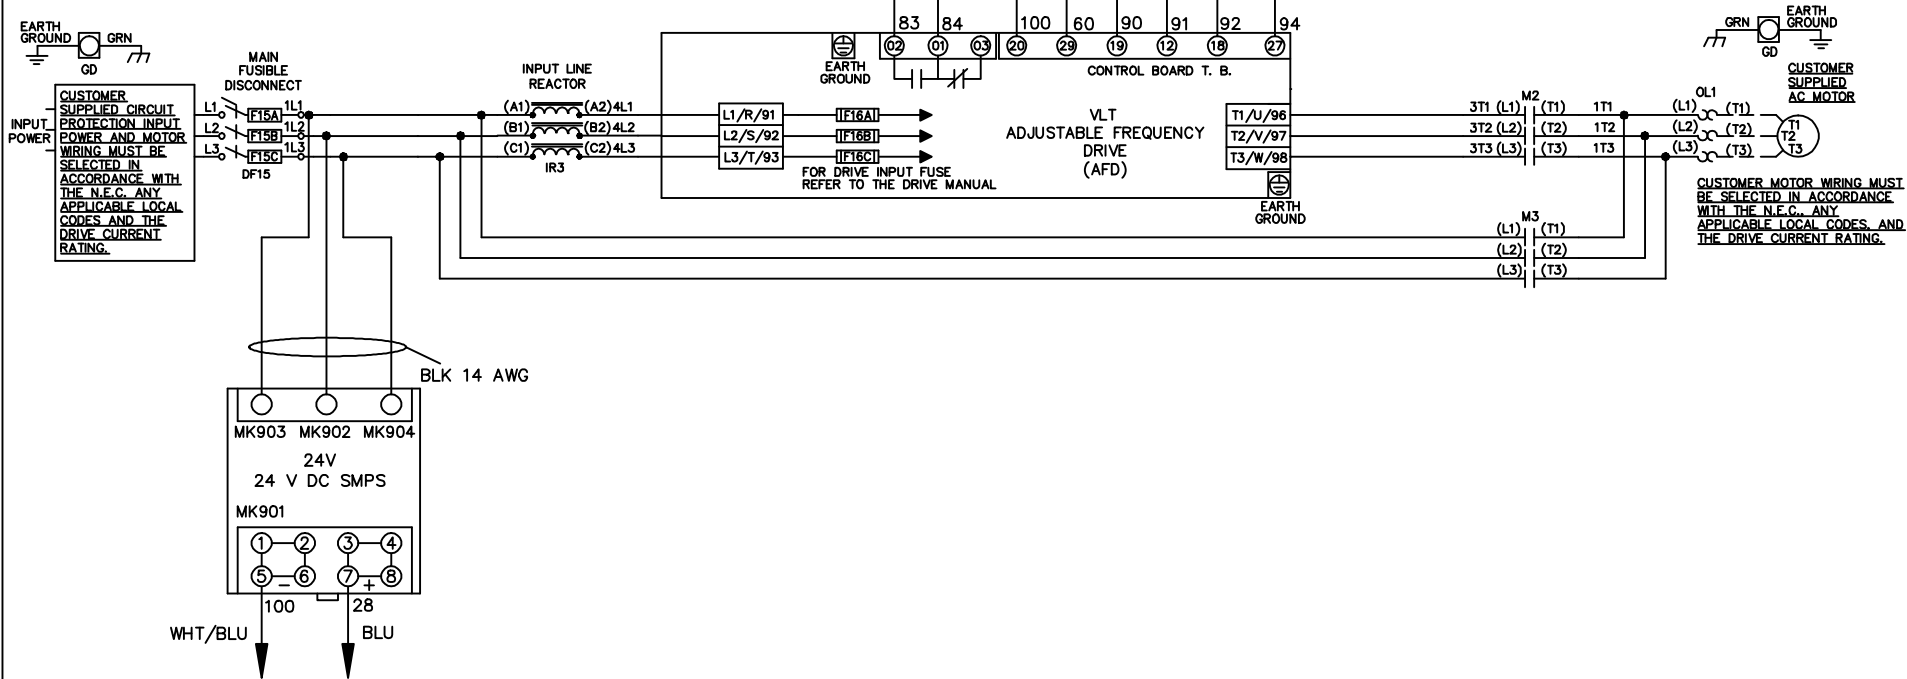 83 84 100 60 90 91 92 94
EARTH
GROUND
GRN
GD
02 01 03 20 29 19 12 18 27
EARTH
GROUND
CONTROL BOARD T. B.
GRN
EARTH
GROUND
GD
MAIN
FUSIBLE
DISCONNECT
INPUT LINE
REACTOR
CUSTOMER
SUPPLIED
AC MOTOR
INPUT
POWER
CUSTOMER
SUPPLIED CIRCUIT
PROTECTION INPUT
POWER AND MOTOR
WIRING MUST BE
SELECTED IN
ACCORDANCE WITH
THE N.E.C. ANY
APPLICABLE LOCAL
CODES AND THE
DRIVE CURRENT
RATING.
L1 F15A 1L1
L2 F15B 1L2
L3 F15C 1L3
DF15
(A1) (A2) 4L1
(B1) (B2) 4L2
(C1) (C2) 4L3
IR3
L1/R/91 F16A
L2/S/92 F16B
L3/T/93 F16C
FOR DRIVE INPUT FUSE
REFER TO THE DRIVE MANUAL
VLT
ADJUSTABLE FREQUENCY
DRIVE
(AFD)
T1/U/96
T2/V/97
T3/W/98
EARTH
GROUND
M2
3T1 (L1) (T1) 1T1
3T2 (L2) (T2) 1T2
3T3 (L3) (T3) 1T3
OL1
(L1) (T1)
(L2) (T2)
(L3) (T3)
T1
T2
T3
CUSTOMER MOTOR WIRING MUST
BE SELECTED IN ACCORDANCE
WITH THE N.E.C., ANY
APPLICABLE LOCAL CODES, AND
THE DRIVE CURRENT RATING.
M3
(L1) (T1)
(L2) (T2)
(L3) (T3)
BLK 14 AWG
MK903 MK902 MK904
24V
24 V DC SMPS
MK901
1 2 3 4
5 6 7 8
− +
100 28
WHT/BLU BLU